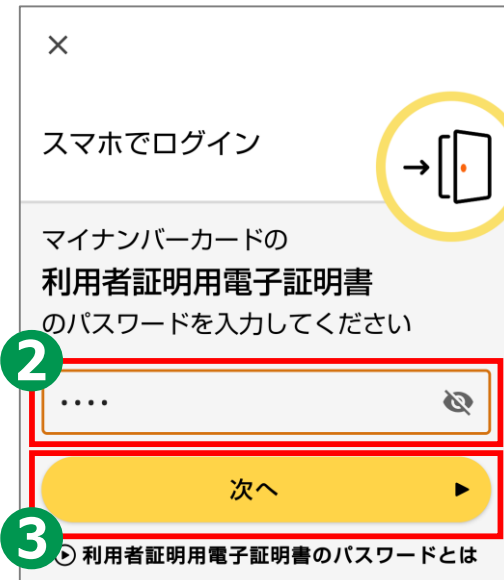 スマホでログイン
マイナンバーカードの
利用者証明用電子証明書
のパスワードを入力してください
2
••••
次へ
3
利用者証明用電子証明書のパスワードとは